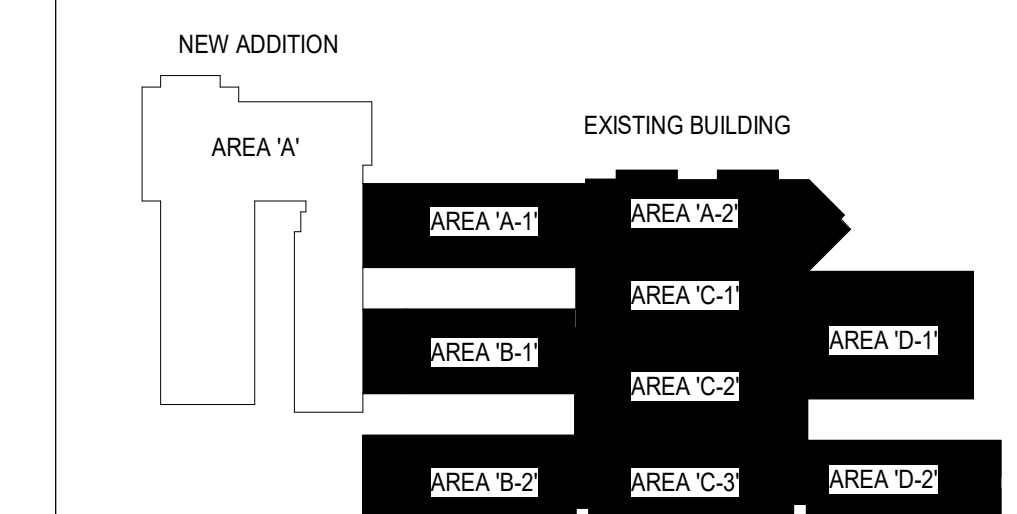 NEW ADDITION
AREA 'A'
EXISTING BUILDING
AREA 'A-1'
AREA 'A-2'
AREA 'C-1'
AREA 'B-1'
AREA 'D-1'
AREA 'C-2'
AREA 'B-2'
AREA 'C-3'
AREA 'D-2'